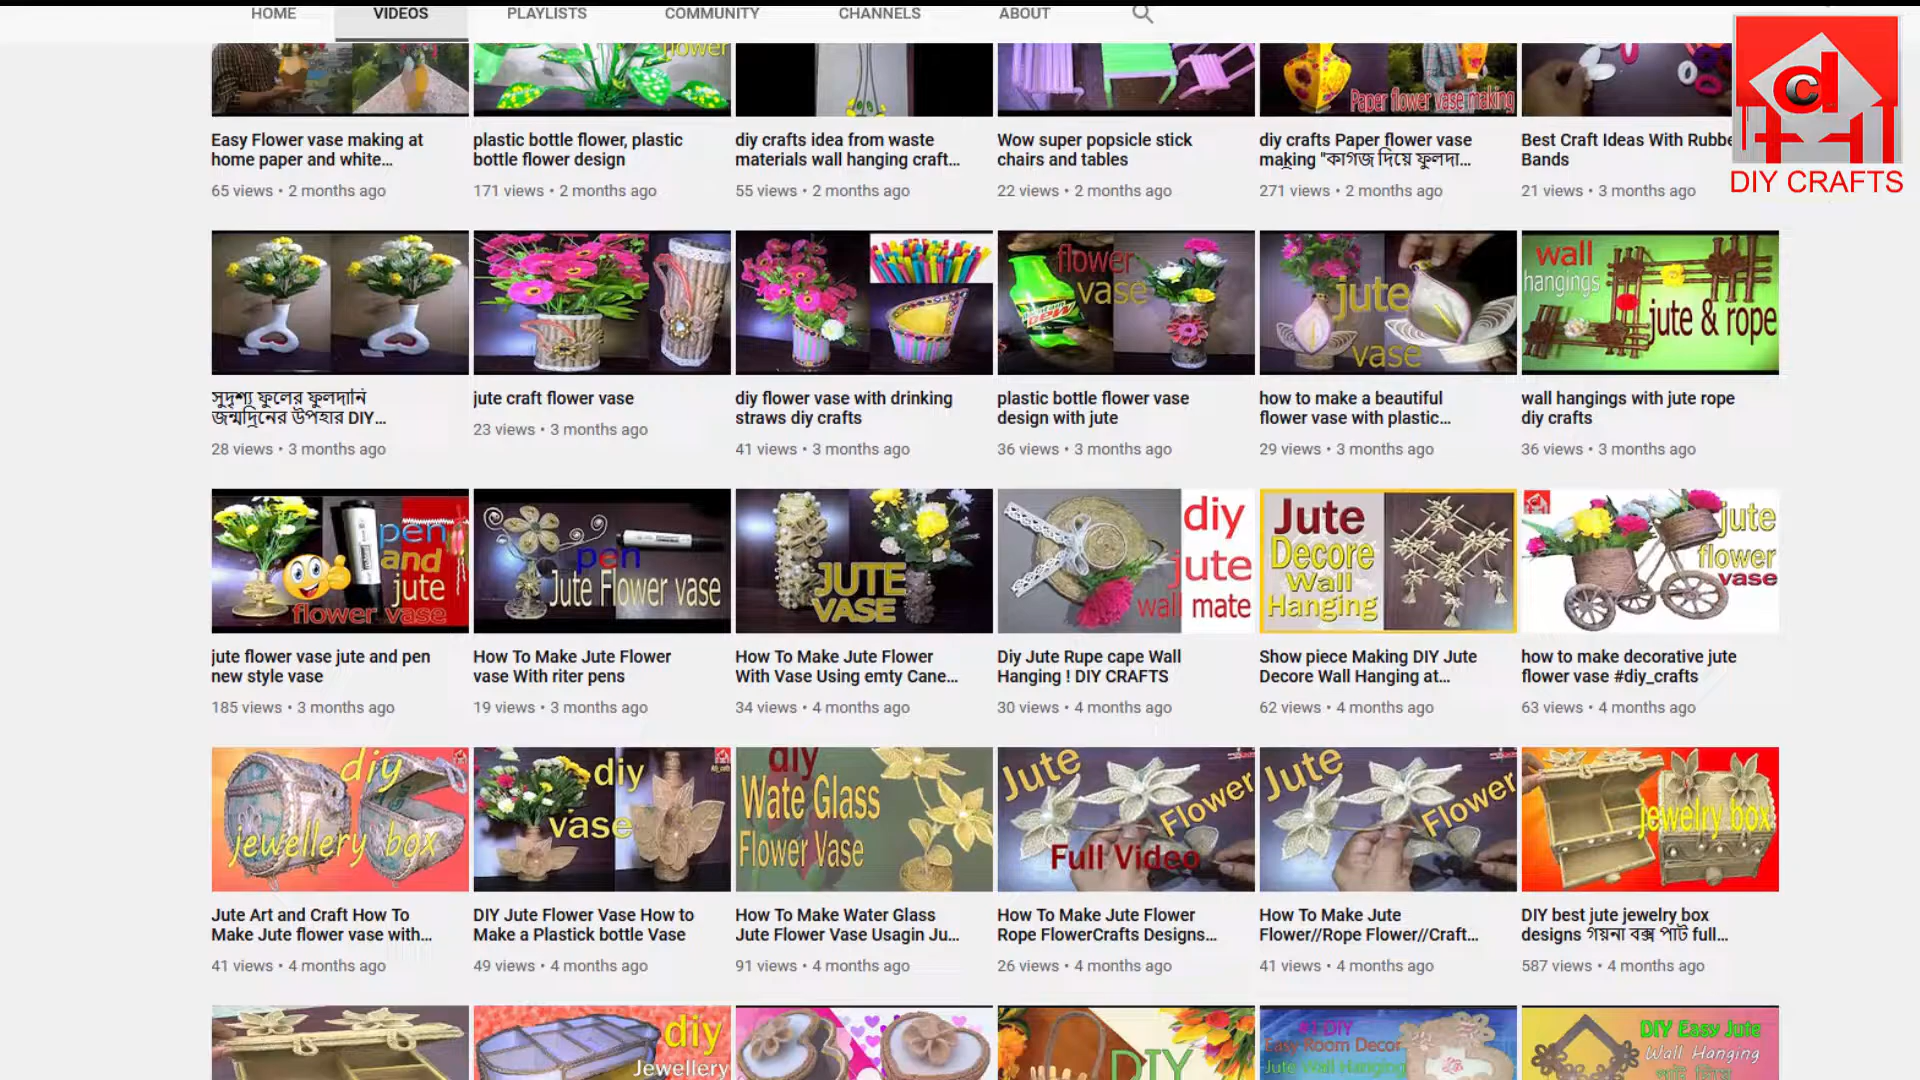 HOME VIDEOS PLAYLISTS COMMUNITY CHANNELS ABOUT
flower
Paper flower vase making
DIY CRAFTS
Easy Flower vase making at
home paper and white...
65 views • 2 months ago
plastic bottle flower, plastic
bottle flower design
171 views • 2 months ago
diy crafts idea from waste
materials wall hanging craft...
55 views • 2 months ago
Wow super popsicle stick
chairs and tables
22 views • 2 months ago
diy crafts Paper flower vase
making "কাগজ দিয়ে ফুলদা...
271 views • 2 months ago
Best Craft Ideas With Rubbe
Bands
21 views • 3 months ago
flower
vase
DEW
jute
vase
wall
hangings
jute & rope
সুদৃশ্য ফুলের ফুলদানি
জন্মদিনের উপহার DIY...
28 views • 3 months ago
jute craft flower vase
23 views • 3 months ago
diy flower vase with drinking
straws diy crafts
41 views • 3 months ago
plastic bottle flower vase
design with jute
36 views • 3 months ago
how to make a beautiful
flower vase with plastic...
29 views • 3 months ago
wall hangings with jute rope
diy crafts
36 views • 3 months ago
pen
and
jute
flower vase
pen
Jute Flower vase
JUTE
VASE
diy
jute
wall mate
Jute
Decore
Wall
Hanging
jute
flower
vase
jute flower vase jute and pen
new style vase
185 views • 3 months ago
How To Make Jute Flower
vase With riter pens
19 views • 3 months ago
How To Make Jute Flower
With Vase Using emty Cane...
34 views • 4 months ago
Diy Jute Rupe cape Wall
Hanging ! DIY CRAFTS
30 views • 4 months ago
Show piece Making DIY Jute
Decore Wall Hanging at...
62 views • 4 months ago
how to make decorative jute
flower vase #diy_crafts
63 views • 4 months ago
diy
jewellery box
diy
vase
diy
Wate Glass
Flower Vase
Jute
Flower
Full Video
Jute
Flower
jewelry box
Jute Art and Craft How To
Make Jute flower vase with...
41 views • 4 months ago
DIY Jute Flower Vase How to
Make a Plastick bottle Vase
49 views • 4 months ago
How To Make Water Glass
Jute Flower Vase Usagin Ju...
91 views • 4 months ago
How To Make Jute Flower
Rope FlowerCrafts Designs...
26 views • 4 months ago
How To Make Jute
Flower//Rope Flower//Craft...
41 views • 4 months ago
DIY best jute jewelry box
designs গয়না বক্স পাট full...
587 views • 4 months ago
diy
Jewellery
DIY
#1 DIY
Easy Room Decor
Jute Wall Hanging
DIY Easy Jute
Wall Hanging